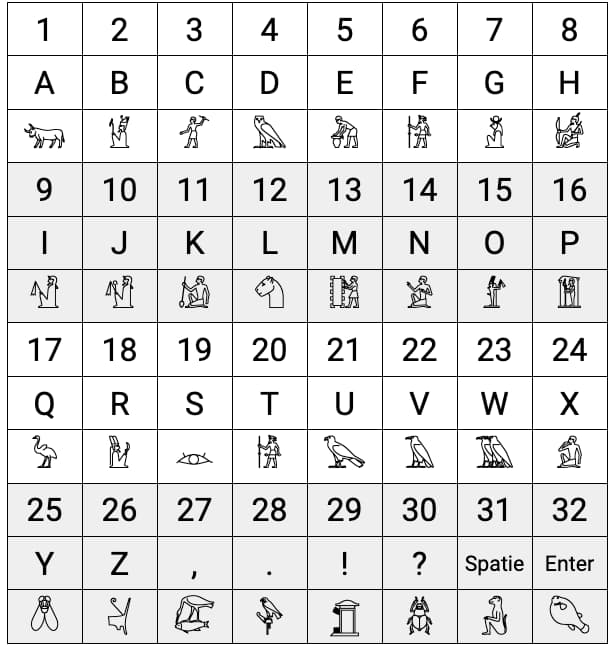 1 2 3 4 5 6 7 8
A B C D E F G H
9 10 11 12 13 14 15 16
I J K L M N O P
17 18 19 20 21 22 23 24
Q R S T U V W X
25 26 27 28 29 30 31 32
Y Z , . ! ? Spatie Enter